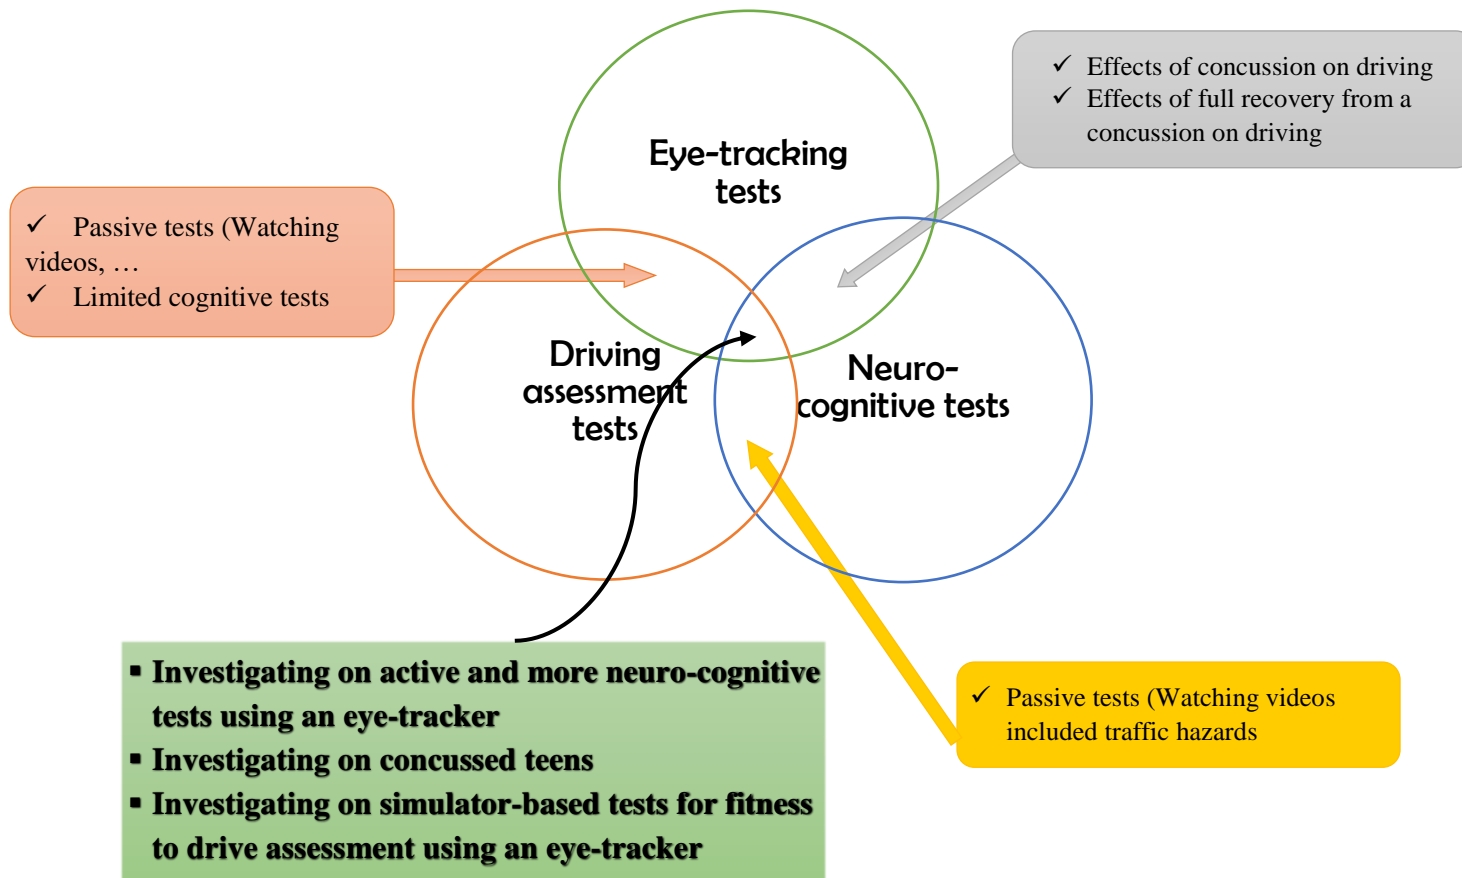 ✓ Effects of concussion on driving
✓ Effects of full recovery from a
concussion on driving
Eye-tracking
tests
✓ Passive tests (Watching
videos, …
✓ Limited cognitive tests
Driving
assessment
tests
Neuro-
cognitive tests
▪ Investigating on active and more neuro-cognitive
tests using an eye-tracker
▪ Investigating on concussed teens
▪ Investigating on simulator-based tests for fitness
to drive assessment using an eye-tracker
✓ Passive tests (Watching videos
included traffic hazards